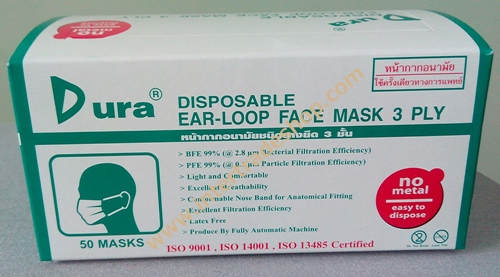 Dura®
DISPOSABLE
EAR-LOOP FACE MASK 3 PLY
หน้ากากอนามัยชนิดยางยืด 3 ชั้น
หน้ากากอนามัย
ใช้ครั้งเดียวทางการแพทย์
no
metal
BFE 99% (@ 2.8 μm Bacterial Filtration Efficiency)
PFE 99% (@ 0.1 μm Particle Filtration Efficiency)
Light and Comfortable
Excellent Breathability
Conformable Nose Band for Anatomical Fitting
Excellent Filtration Efficiency
Latex Free
Produce By Fully Automatic Machine
no
metal
easy to
dispose
50 MASKS
ISO 9001 , ISO 14001 , ISO 13485 Certified